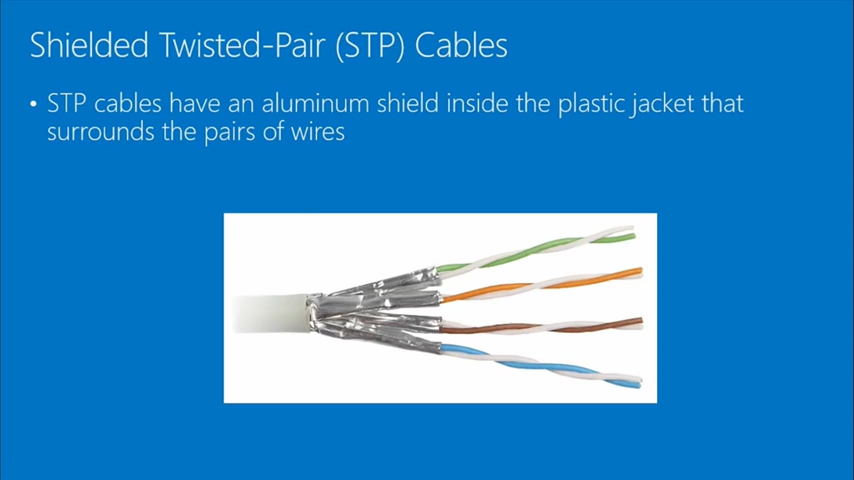 Shielded Twisted-Pair (STP) Cables
• STP cables have an aluminum shield inside the plastic jacket that
surrounds the pairs of wires